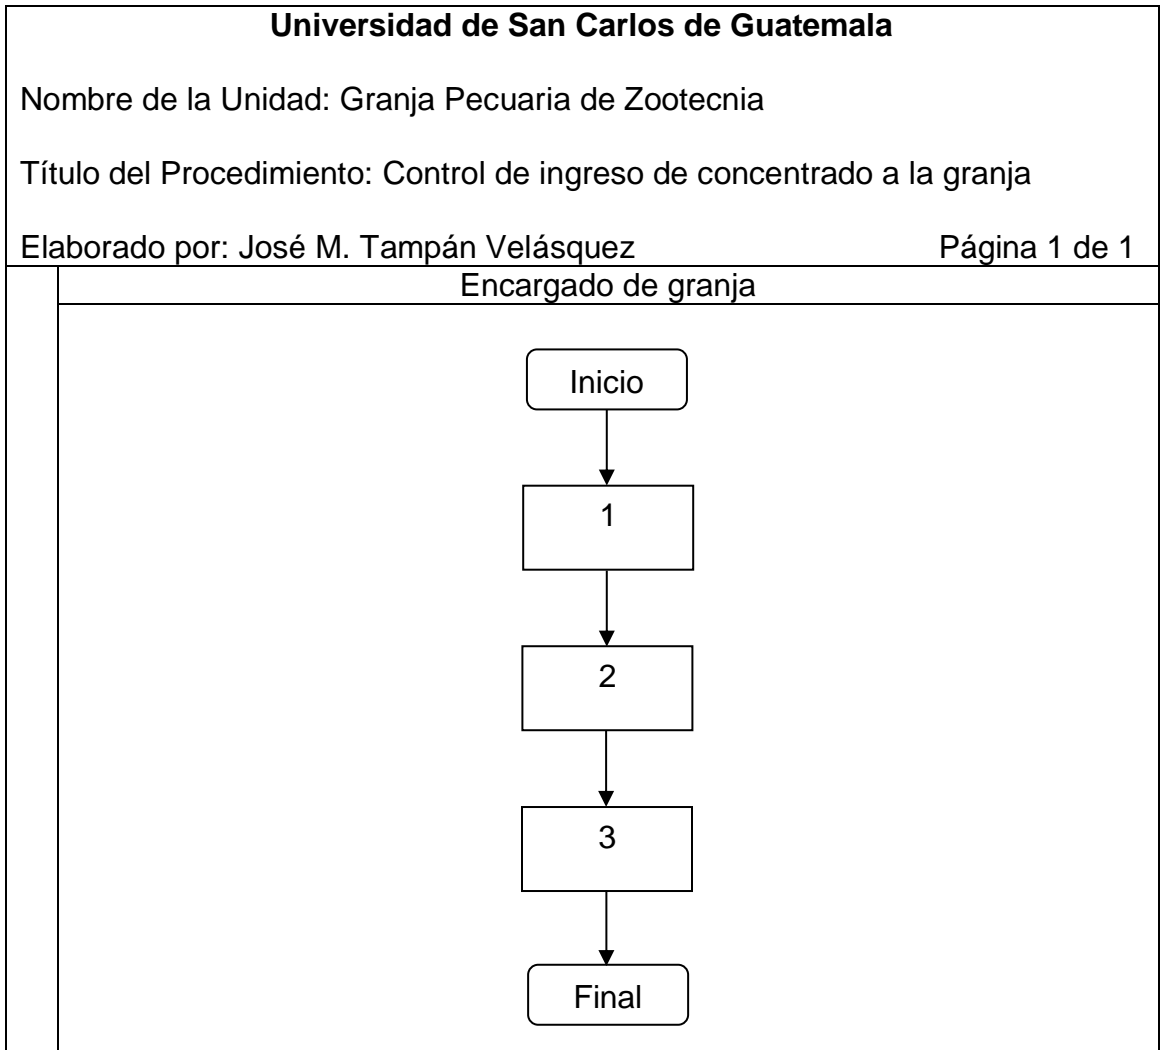 Universidad de San Carlos de Guatemala
Nombre de la Unidad: Granja Pecuaria de Zootecnia
Título del Procedimiento: Control de ingreso de concentrado a la granja
Elaborado por: José M. Tampán Velásquez Página 1 de 1
Encargado de granja
Inicio
1
2
3
Final